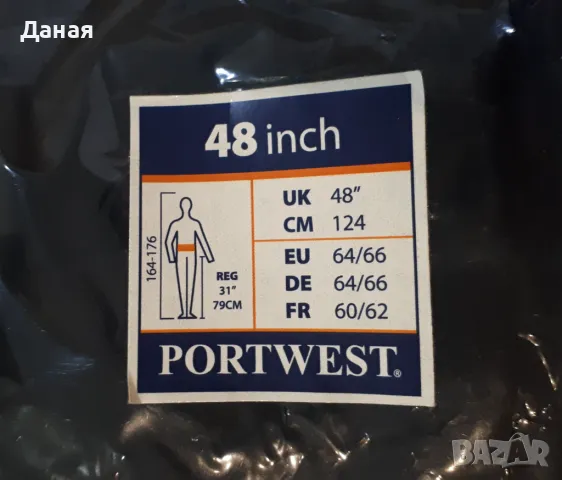 Даная
48 inch
164-176
REG
31"
79CM
UK 48"
CM 124
EU 64/66
DE 64/66
FR 60/62
PORTWEST®
BAZAR